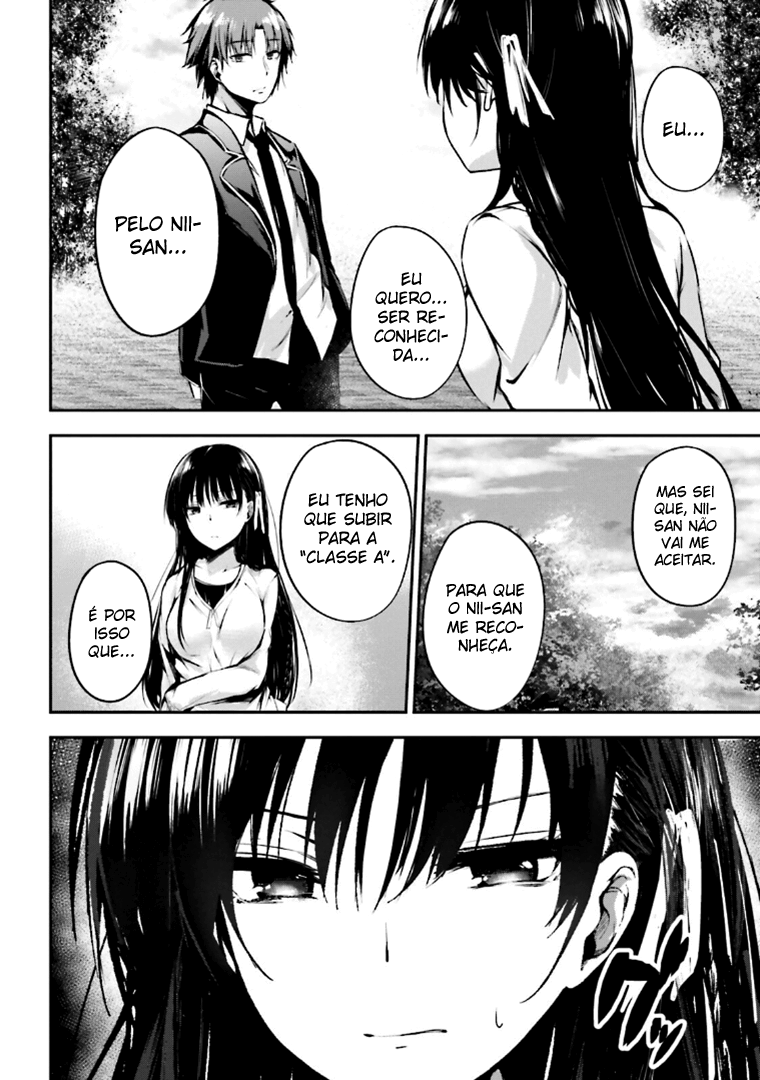 EU...
EU
QUERO...
SER RE-
CONHECI-
DA...
PELO NII-
SAN...
MAS SEI
QUE, NII-
SAN NÃO
VAI ME
ACEITAR.
PARA QUE
O NII-SAN
ME RECO-
NHEÇA.
EU TENHO
QUE SUBIR
PARA A
"CLASSE A".
É POR
ISSO
QUE...